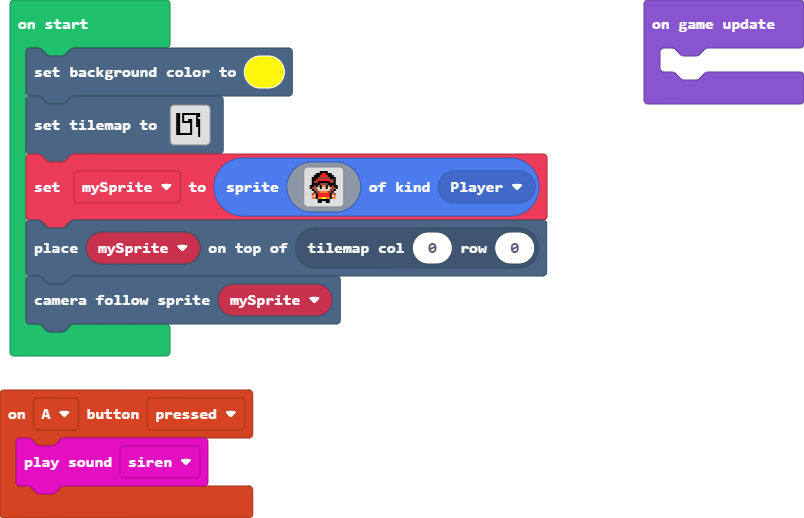 on start
set background color to
set tilemap to
set mySprite to sprite of kind Player
place mySprite on top of tilemap col 0 row 0
camera follow sprite mySprite
on A button pressed
play sound siren
on game update